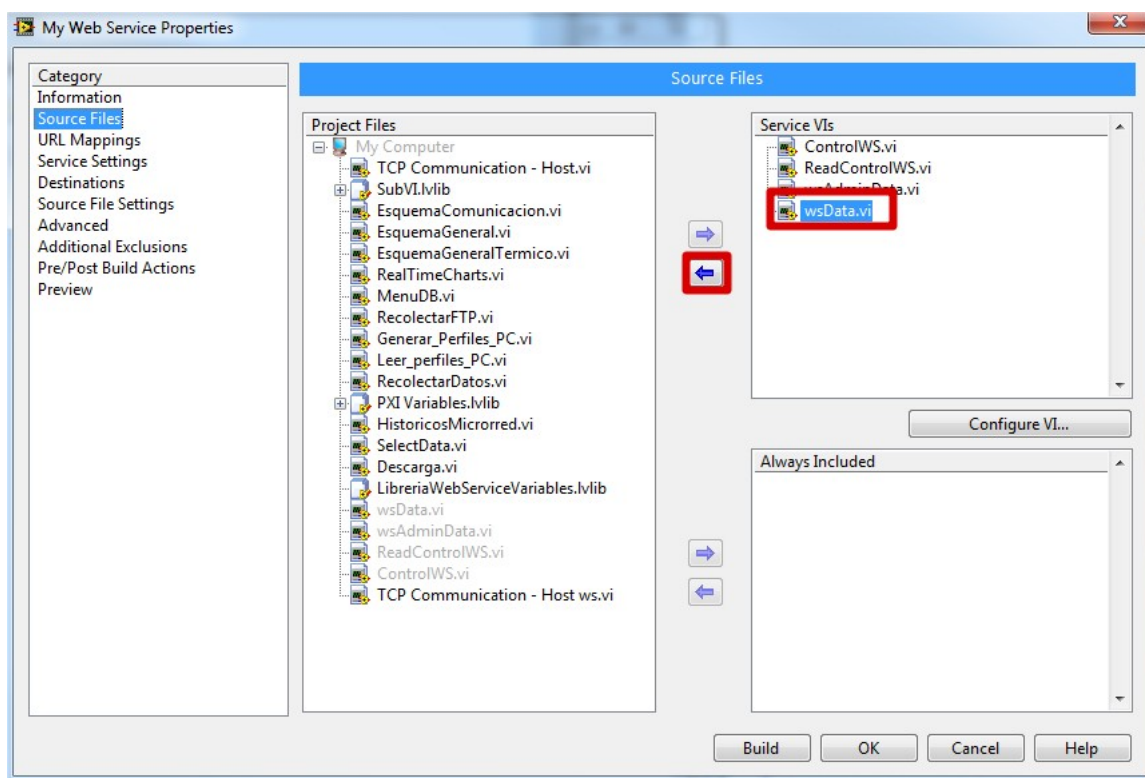 My Web Service Properties
Category
Information
Source Files
URL Mappings
Service Settings
Destinations
Source File Settings
Advanced
Additional Exclusions
Pre/Post Build Actions
Preview
Source Files
Project Files
My Computer
TCP Communication - Host.vi
SubVI.lvlib
EsquemaComunicacion.vi
EsquemaGeneral.vi
EsquemaGeneralTermico.vi
RealTimeCharts.vi
MenuDB.vi
RecolectarFTP.vi
Generar_Perfiles_PC.vi
Leer_perfiles_PC.vi
RecolectarDatos.vi
PXI Variables.lvlib
HistoricosMicrorred.vi
SelectData.vi
Descarga.vi
LibreriaWebServiceVariables.lvlib
wsData.vi
wsAdminData.vi
ReadControlWS.vi
ControlWS.vi
TCP Communication - Host ws.vi
Service VIs
ControlWS.vi
ReadControlWS.vi
wsAdminData.vi
wsData.vi
Configure VI...
Always Included
Build
OK
Cancel
Help